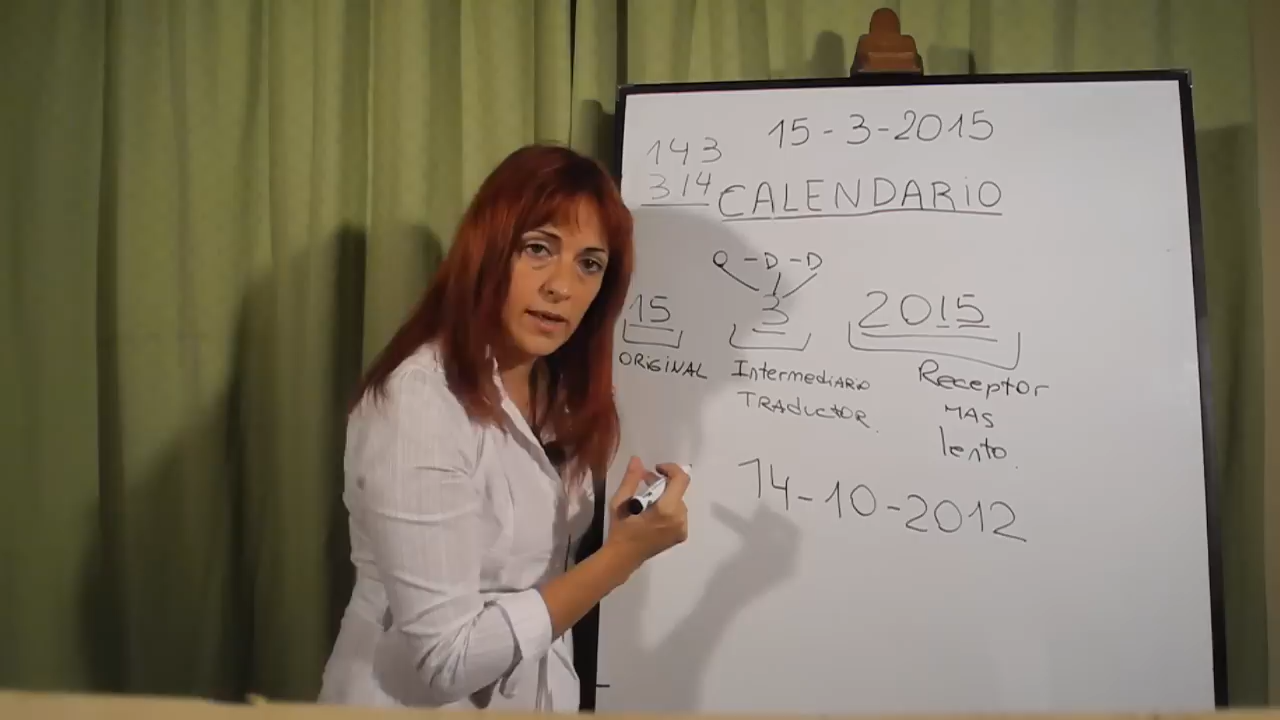 15-3-2015
143
314
CALENDARIO
O-D-D
15 3 2015
ORiGiNAL
Intermediario
TRAducTOR.
Receptor
MAS
lento.
14-10-2012